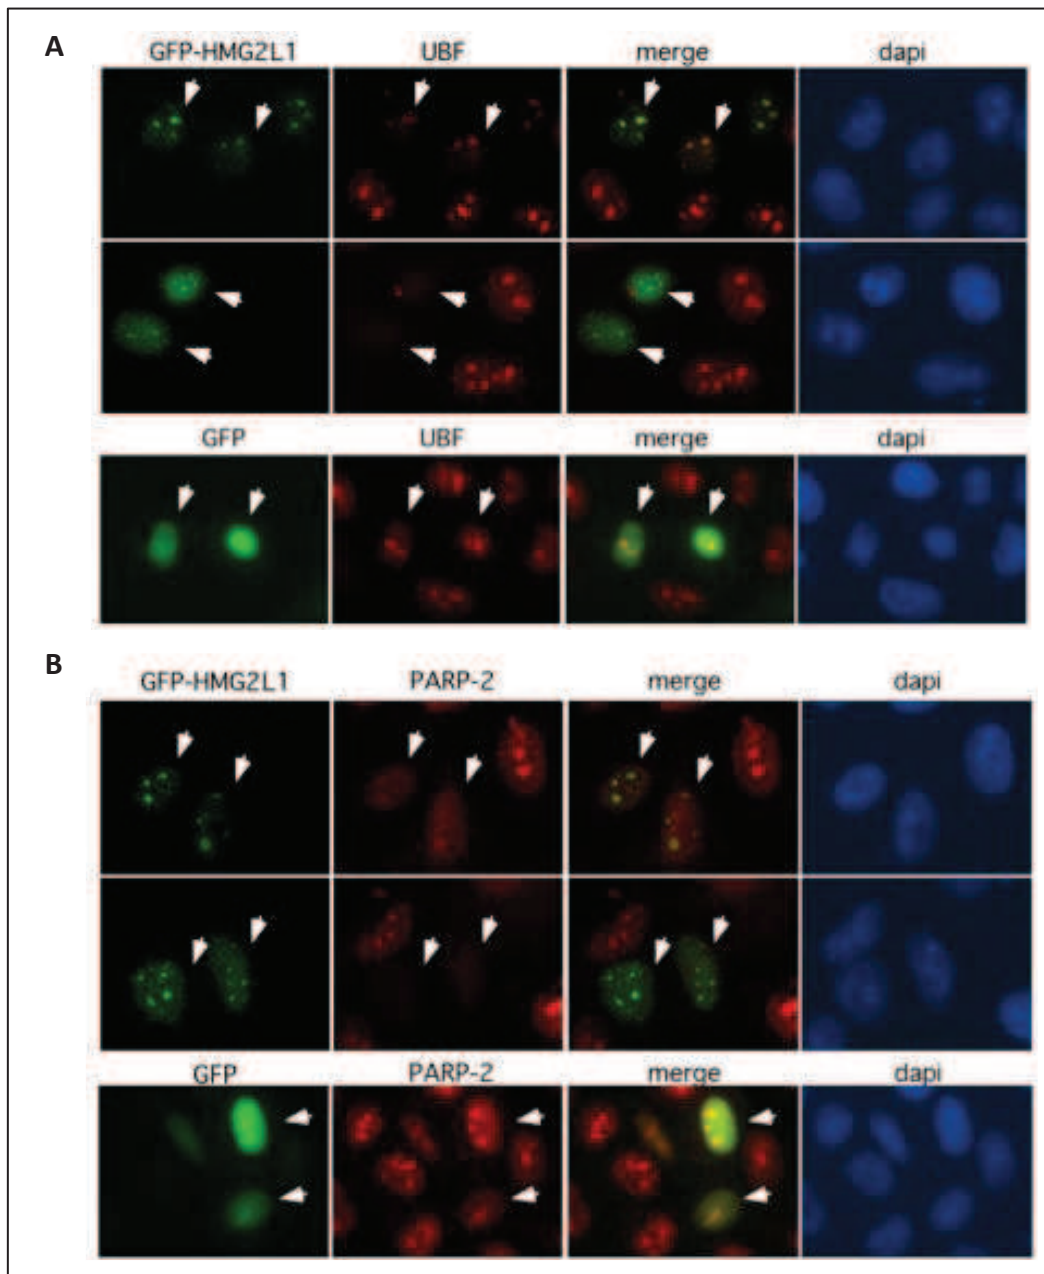 A
GFP-HMG2L1 UBF merge dapi
GFP UBF merge dapi
B
GFP-HMG2L1 PARP-2 merge dapi
GFP PARP-2 merge dapi